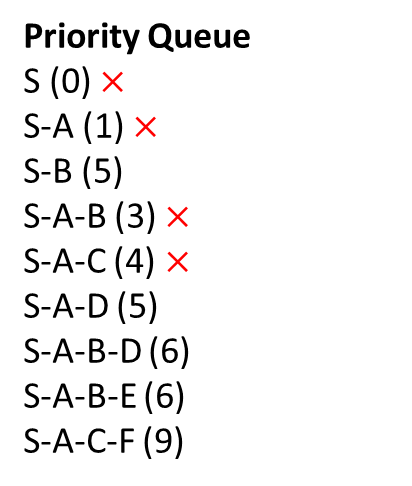 Priority Queue
S (0) ×
S-A (1) ×
S-B (5)
S-A-B (3) ×
S-A-C (4) ×
S-A-D (5)
S-A-B-D (6)
S-A-B-E (6)
S-A-C-F (9)